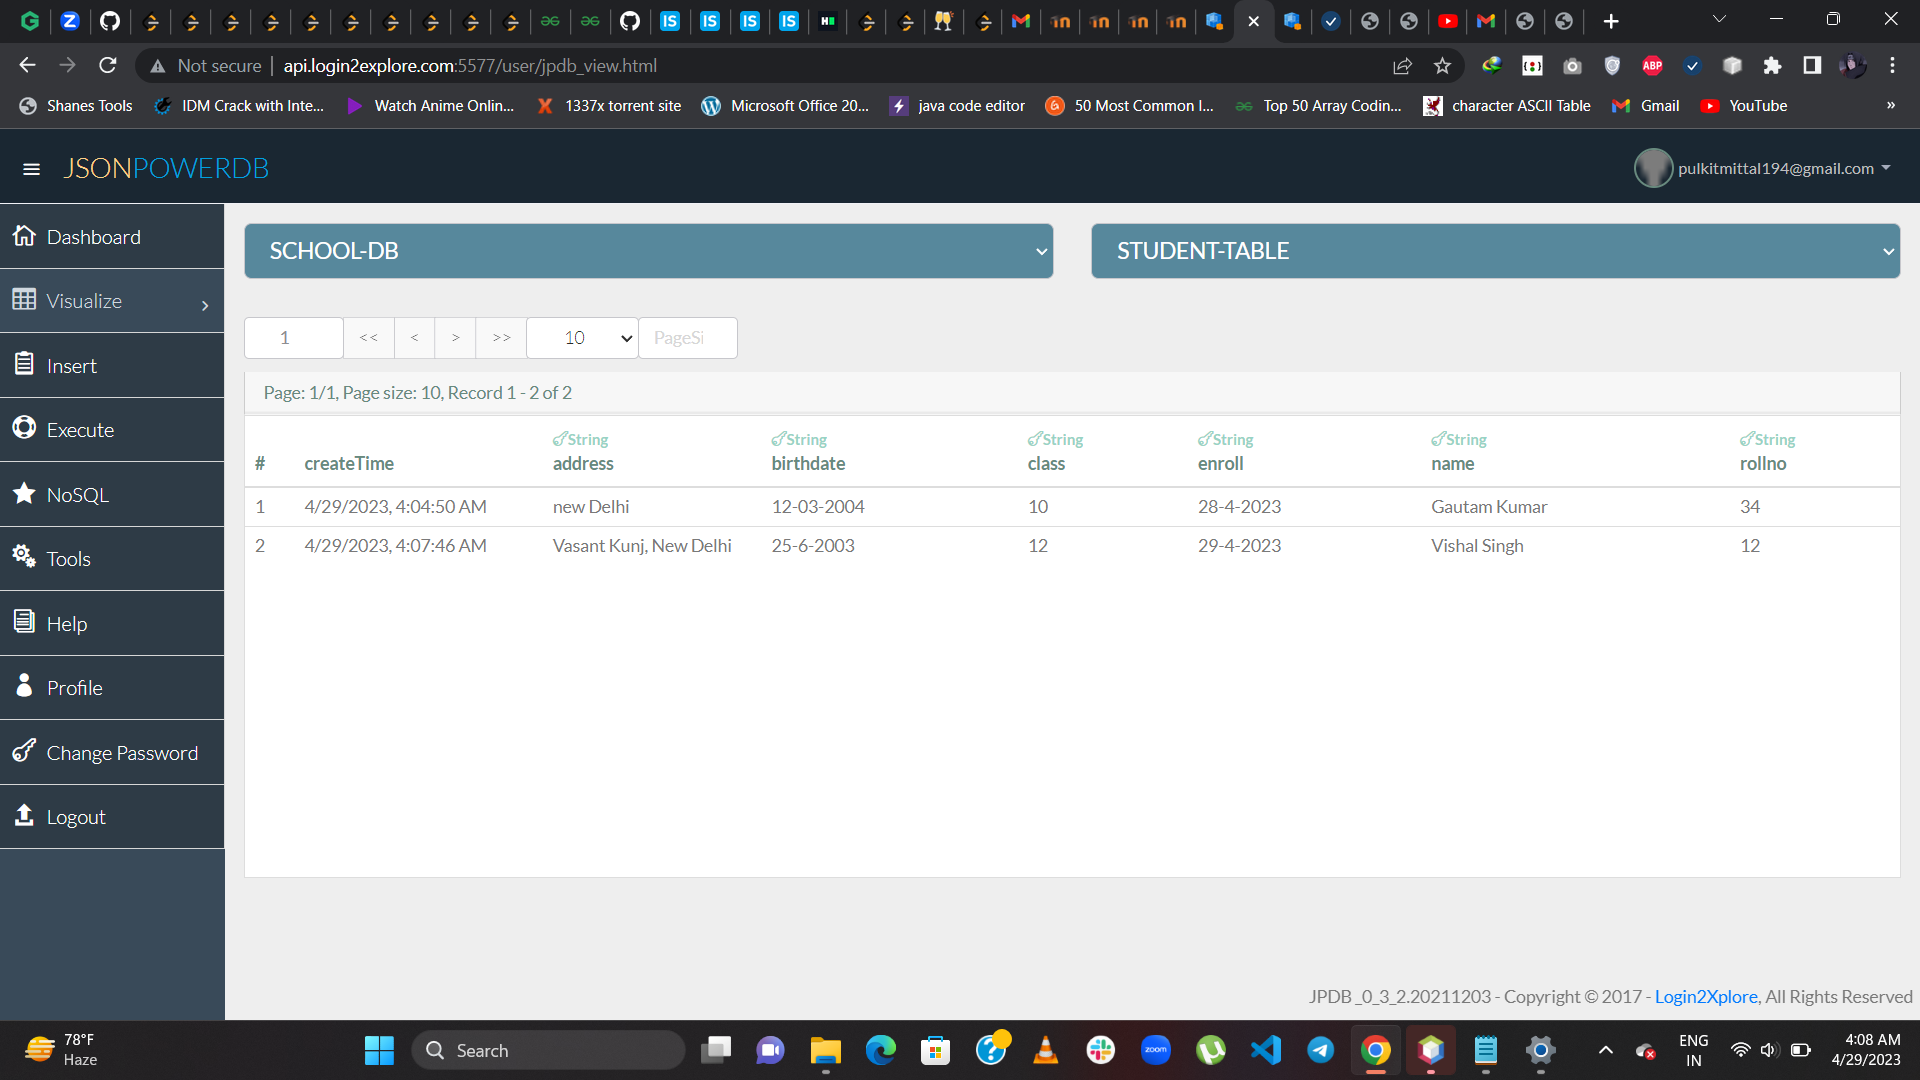 Not secure
api.login2explore.com:5577/user/jpdb_view.html
Shanes Tools
IDM Crack with Inte...
Watch Anime Onlin...
1337x torrent site
Microsoft Office 20...
java code editor
50 Most Common I...
Top 50 Array Codin...
character ASCII Table
Gmail
YouTube
»
JSONPOWERDB
pulkitmittal194@gmail.com
Dashboard
Visualize
Insert
Execute
NoSQL
Tools
Help
Profile
Change Password
Logout
SCHOOL-DB
STUDENT-TABLE
1 << < > >> 10 PageSi
Page: 1/1, Page size: 10, Record 1 - 2 of 2
String String String String String String
# createTime address birthdate class enroll name rollno
1 4/29/2023, 4:04:50 AM new Delhi 12-03-2004 10 28-4-2023 Gautam Kumar 34
2 4/29/2023, 4:07:46 AM Vasant Kunj, New Delhi 25-6-2003 12 29-4-2023 Vishal Singh 12
JPDB_0_3_2.20211203 - Copyright © 2017 - Login2Xplore, All Rights Reserved
78°F
Haze
Search
zoom
ENG
IN
4:08 AM
4/29/2023